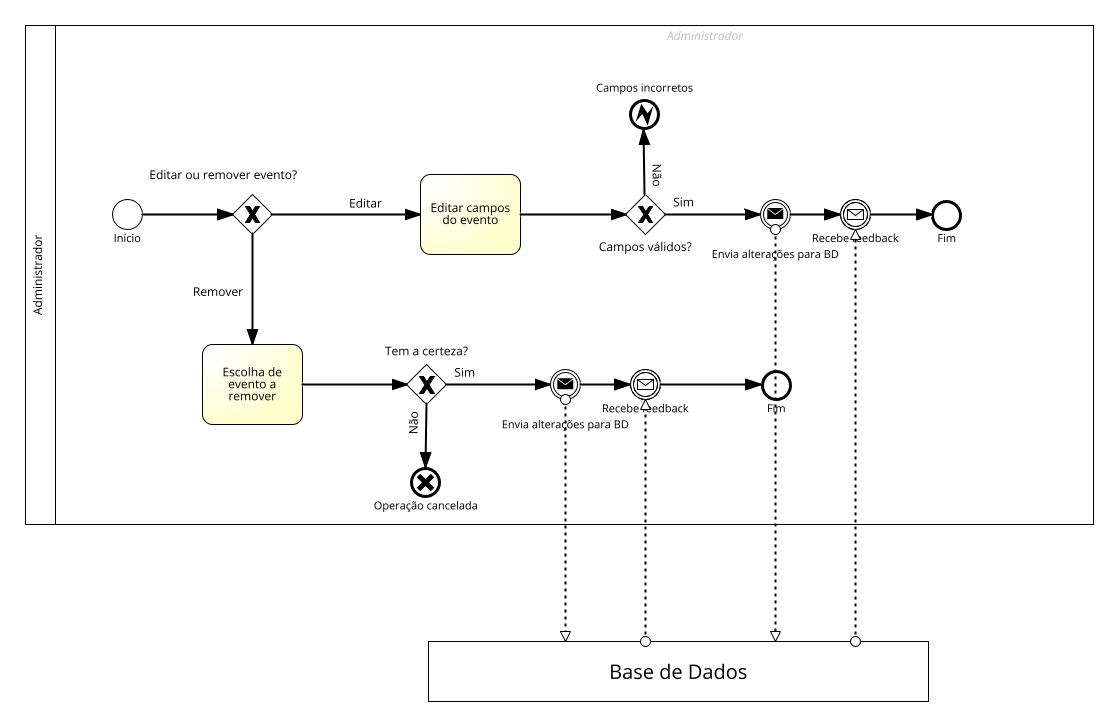 Administrador
Administrador
Campos incorretos
Não
Editar ou remover evento?
Editar
Editar campos
do evento
Sim
Início
Campos válidos?
Envia alterações para BD
Recebe feedback
Fim
Remover
Escolha de
evento a
remover
Tem a certeza?
Sim
Não
Envia alterações para BD
Recebe feedback
Fim
Operação cancelada
Base de Dados